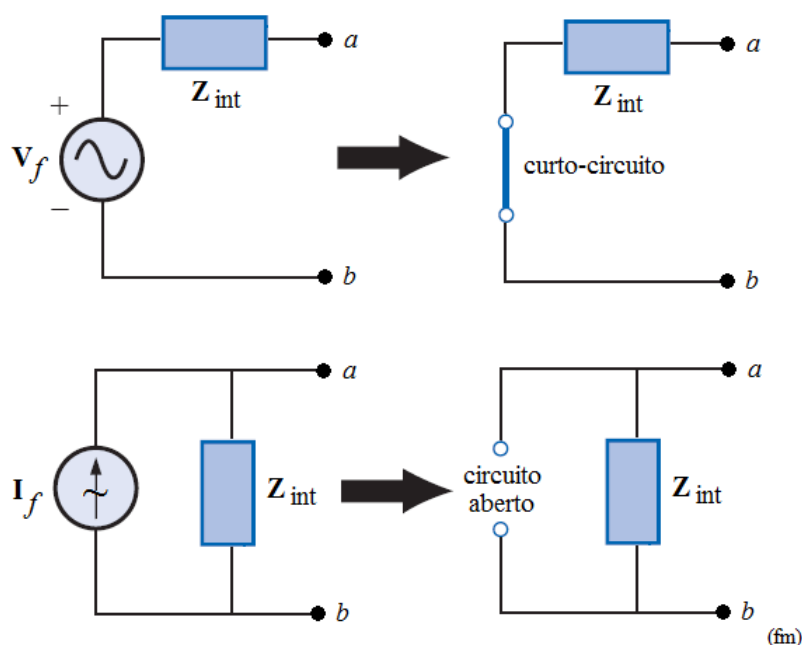 a
Z int
+
V f
−
b
a
Z int
curto-circuito
b
a
I f
~
Z int
b
a
circuito
aberto
Z int
b
(fm)